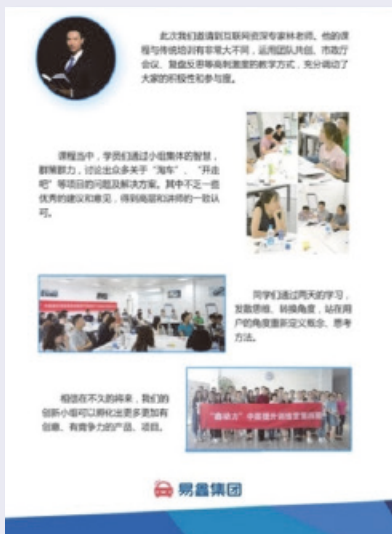 此次我们邀请到互联网资深专家林老师。他的课
程与传统培训有非常大不同，运用团队共创、市政厅
会议、复盘反思等高刺激度的教学方式，充分调动了
大家的积极性和参与度。
课程当中，学员们通过小组集体的智慧，
群策群力，讨论出众多关于“淘车”、“开走
吧”等项目的问题及解决方案。其中不乏一些
优秀的建议和意见，得到高层和讲师的一致认
可。
同学们通过两天的学习，
发散思维、转换角度，站在用
户的角度重新定义概念、思考
方法。
相信在不久的将来，我们的
创新小组可以孵化出更多更加有
创意、有竞争力的产品、项目。
易鑫集团